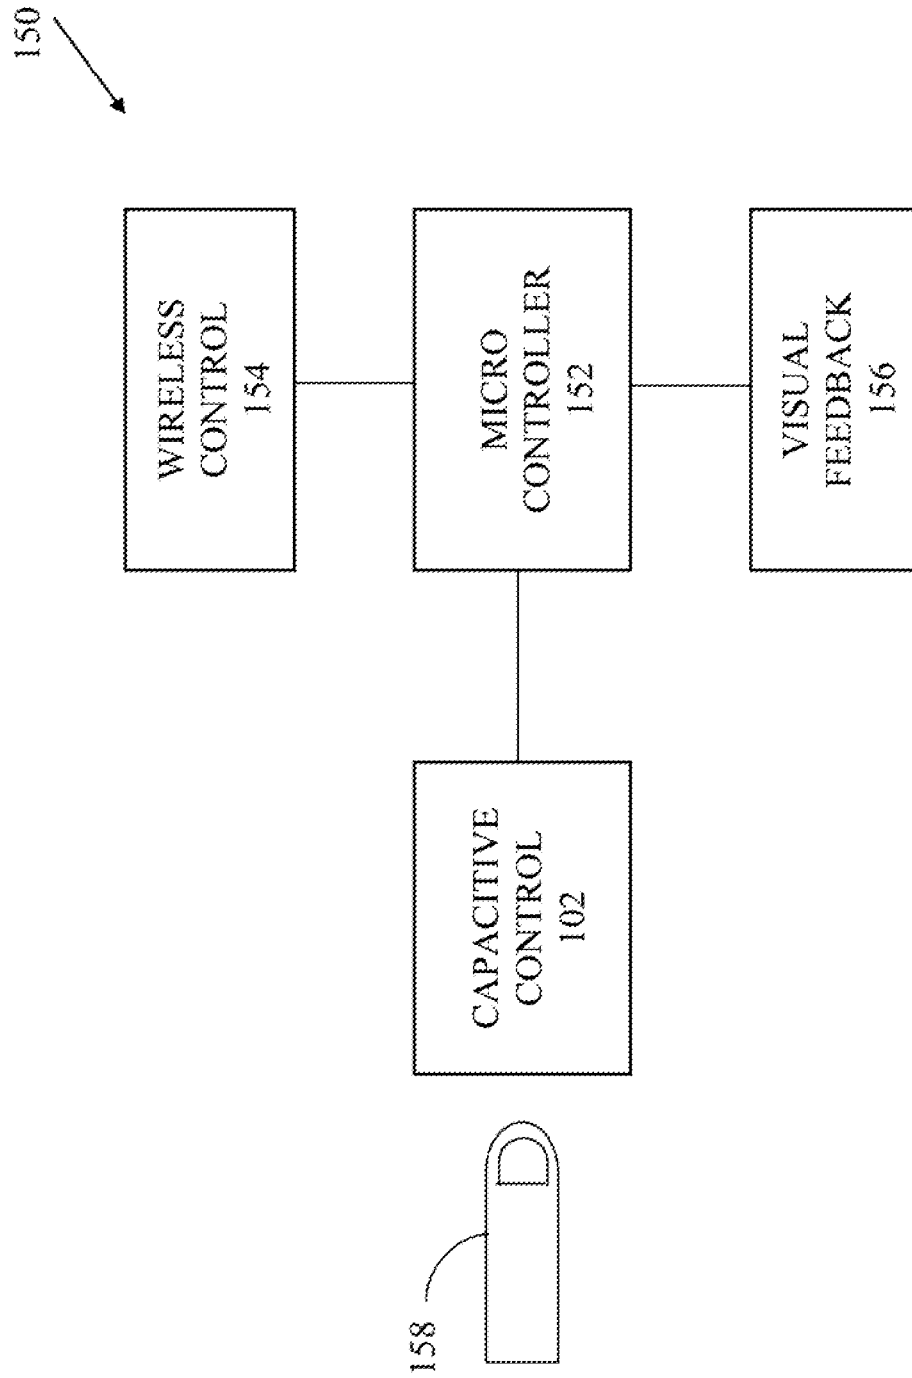 150
WIRELESS
CONTROL
154
MICRO
CONTROLLER
152
VISUAL
FEEDBACK
156
CAPACITIVE
CONTROL
102
158